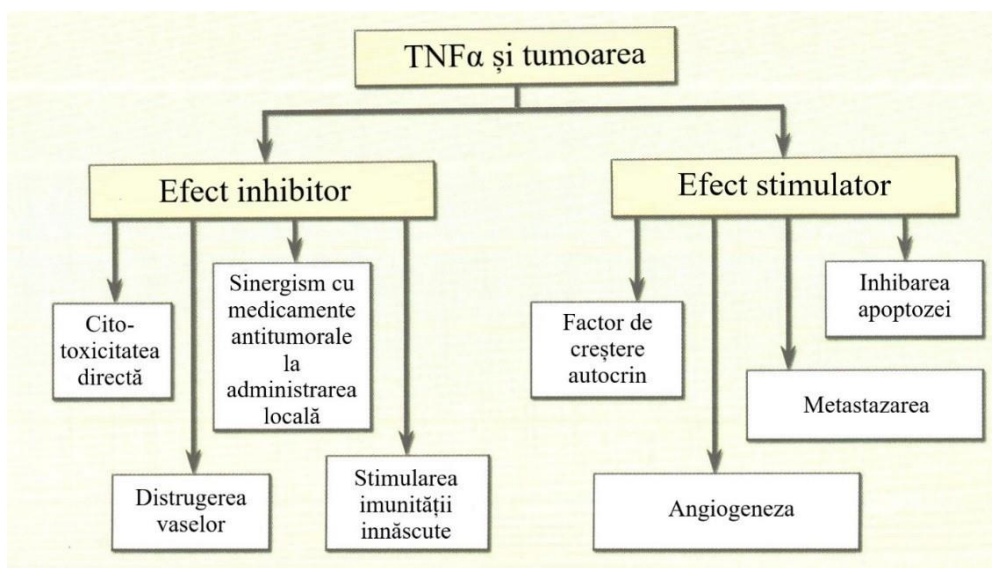 TNFα și tumoarea
Efect inhibitor
Efect stimulator
Cito-
toxicitatea
directă
Distrugerea
vaselor
Sinergism cu
medicamente
antitumorale
la
administrarea
locală
Stimularea
imunității
innăscute
Factor de
creștere
autocrin
Angiogeneza
Metastazarea
Inhibarea
apoptozei